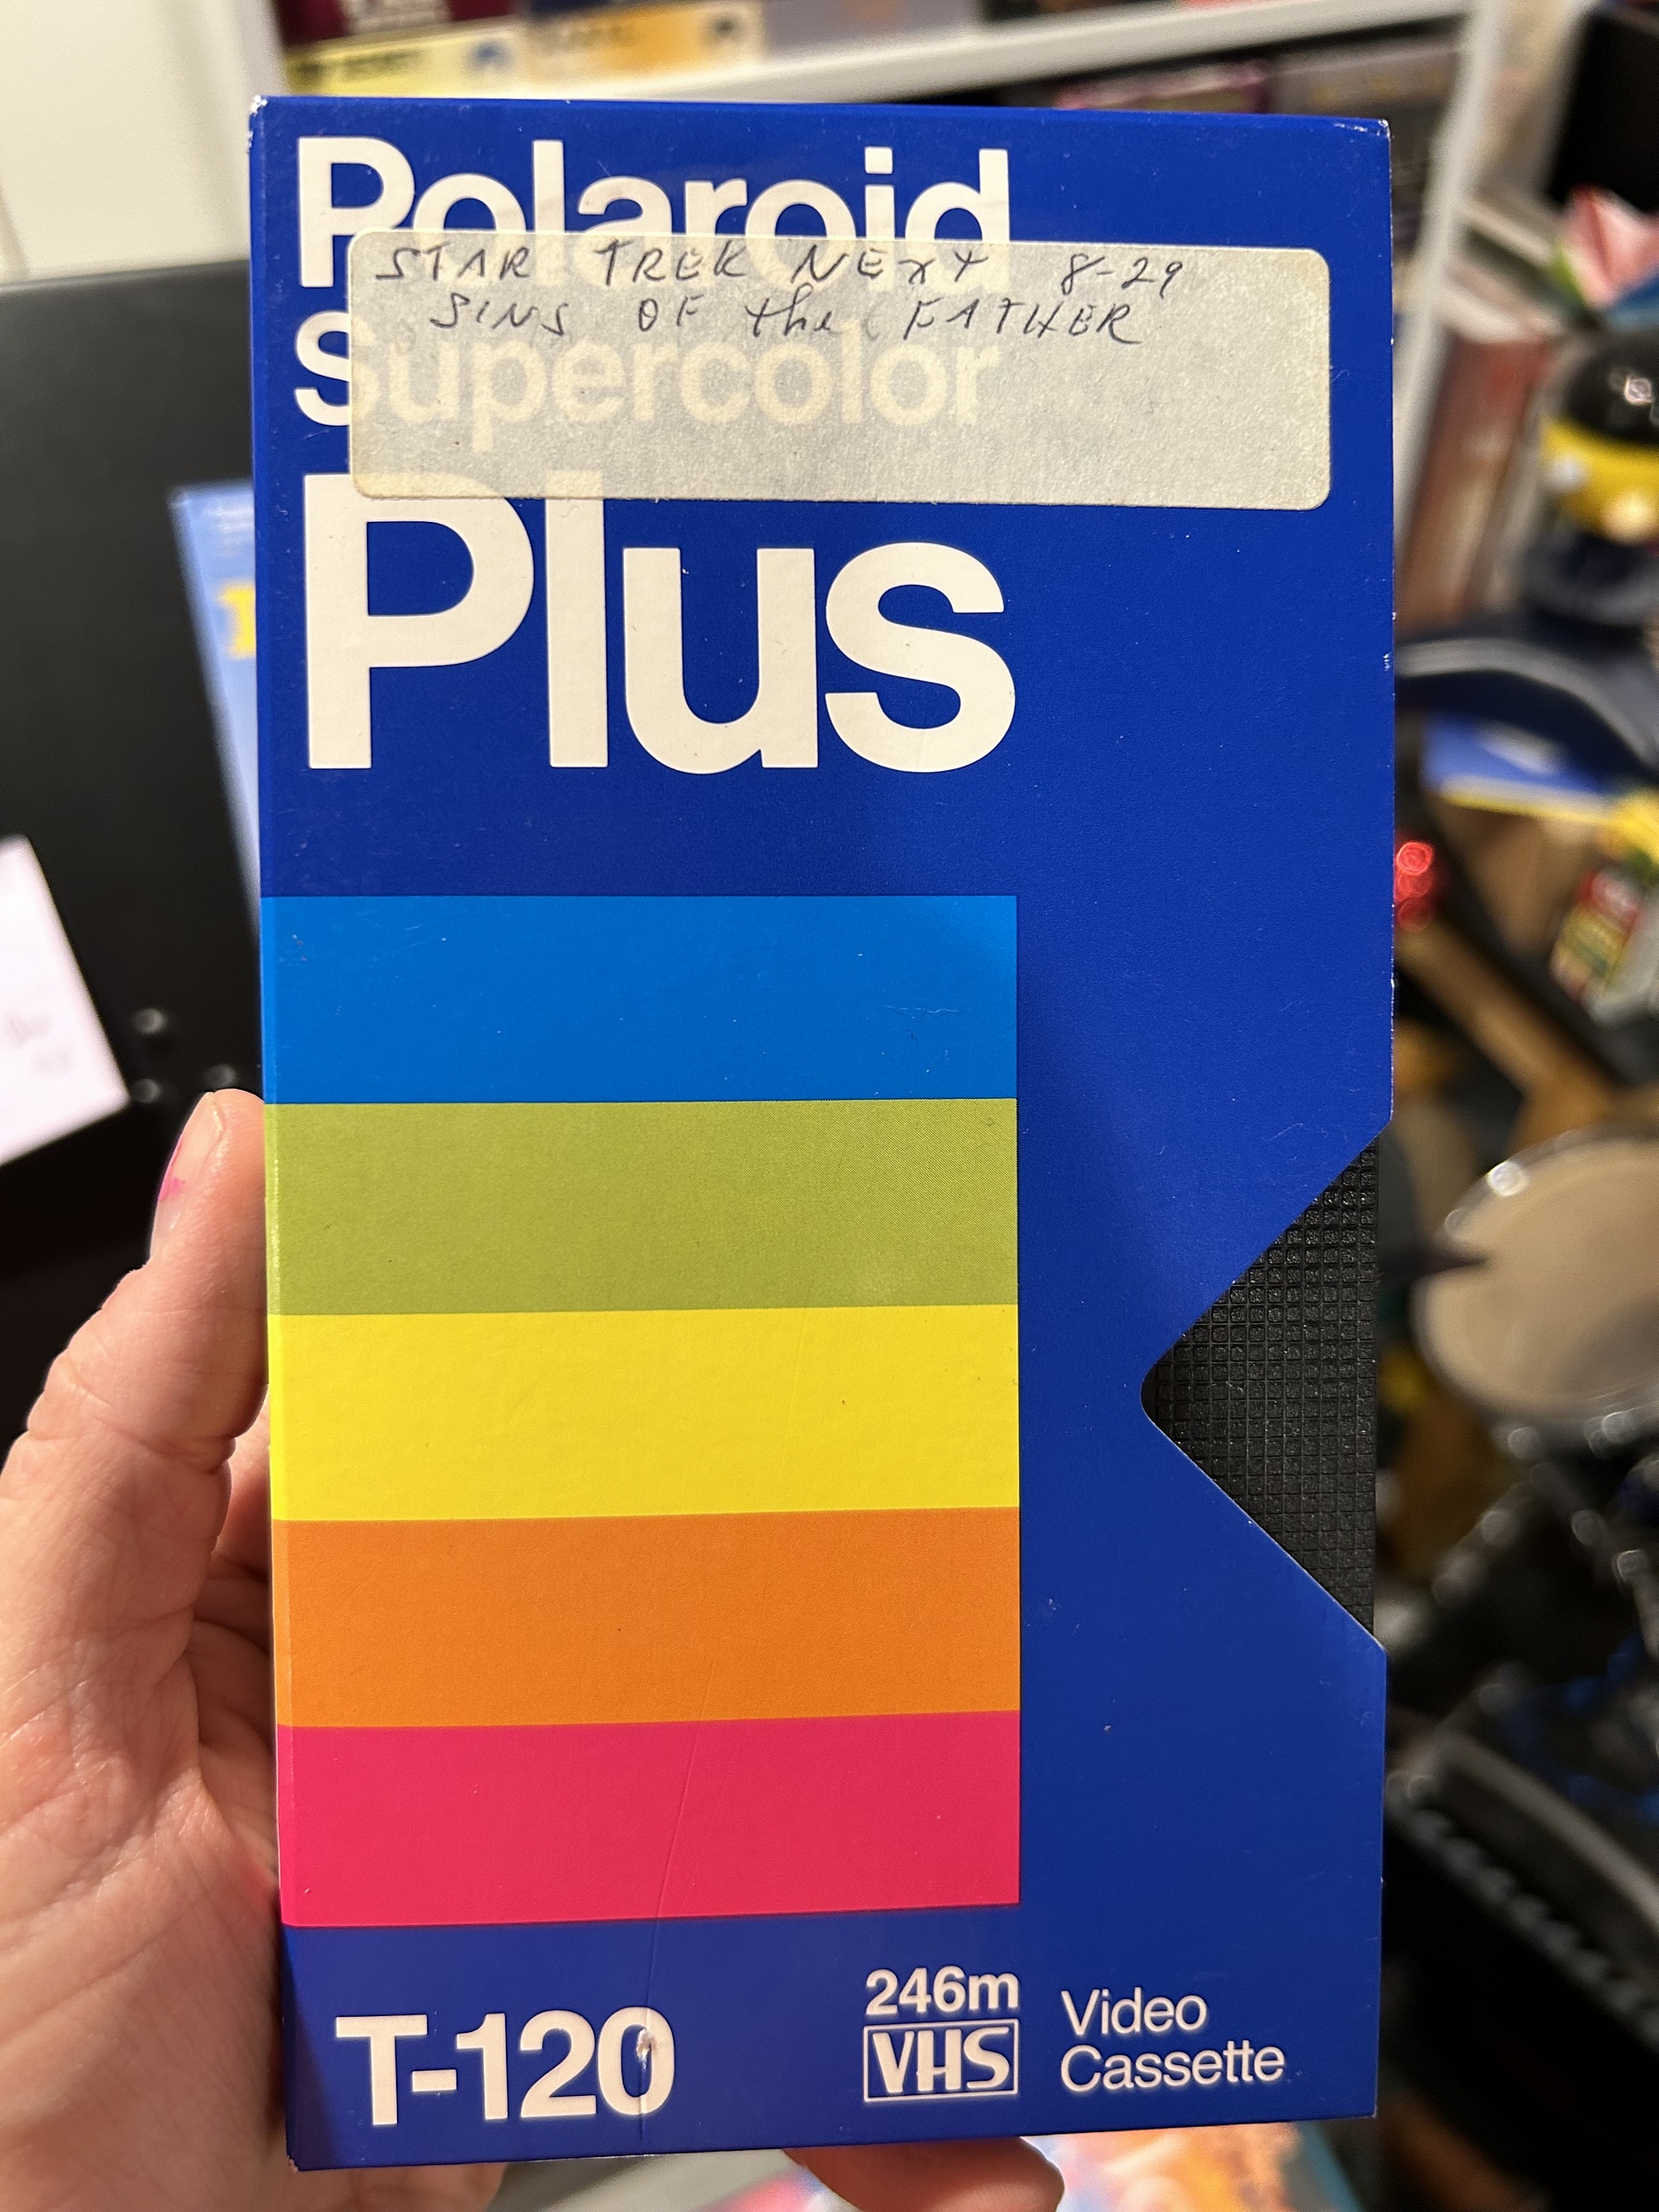 Polaroid
STAR TREK NEXT 8-29
SINS OF the FATHER
Supercolor
Plus
T-120
246m
VHS
Video
Cassette